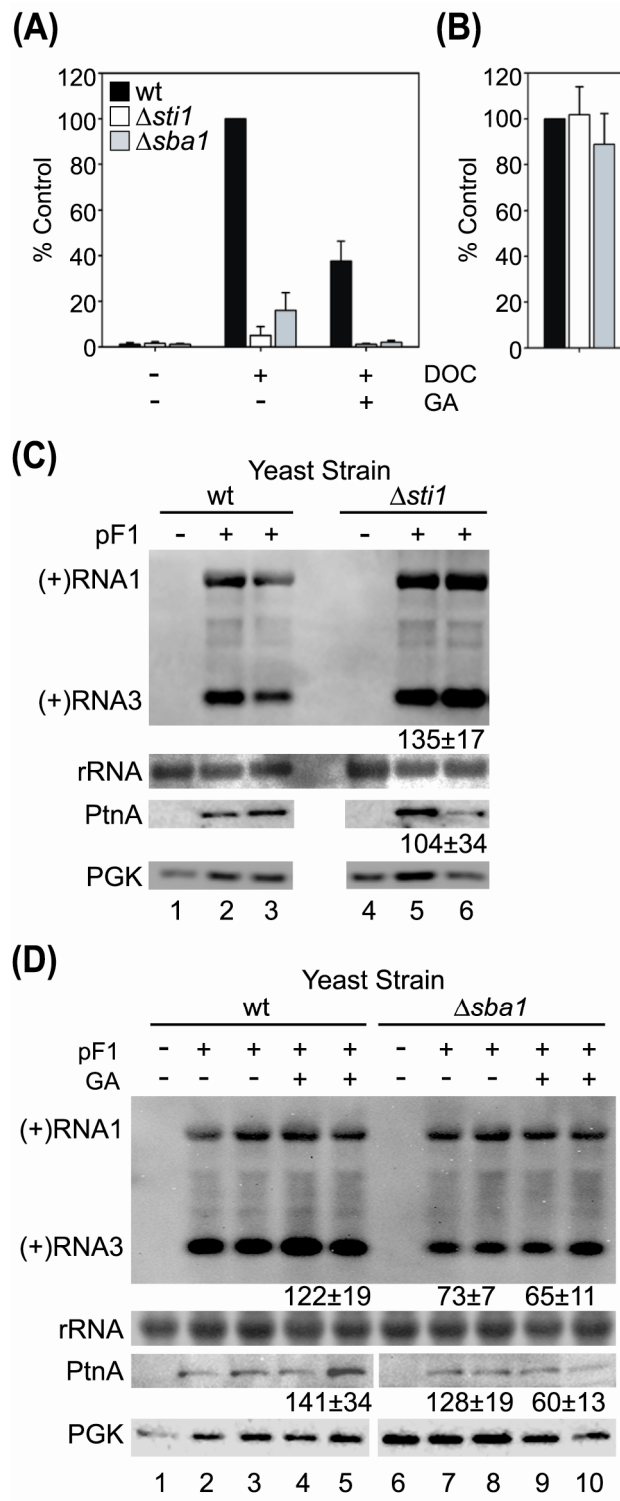 (A)
120
100
80
60
40
20
0
% Control
wt
Δsti1
Δsba1
- + + DOC
- - + GA
(B)
120
100
80
60
40
20
0
% Control
(C)
Yeast Strain
wt Δsti1
pF1 - + + - + +
(+)RNA1
(+)RNA3
135±17
rRNA
PtnA
104±34
PGK
1 2 3 4 5 6
(D)
Yeast Strain
wt Δsba1
pF1 - + + + + - + + + +
GA - - - + + - - - + +
(+)RNA1
(+)RNA3
122±19 73±7 65±11
rRNA
PtnA
141±34 128±19 60±13
PGK
1 2 3 4 5 6 7 8 9 10